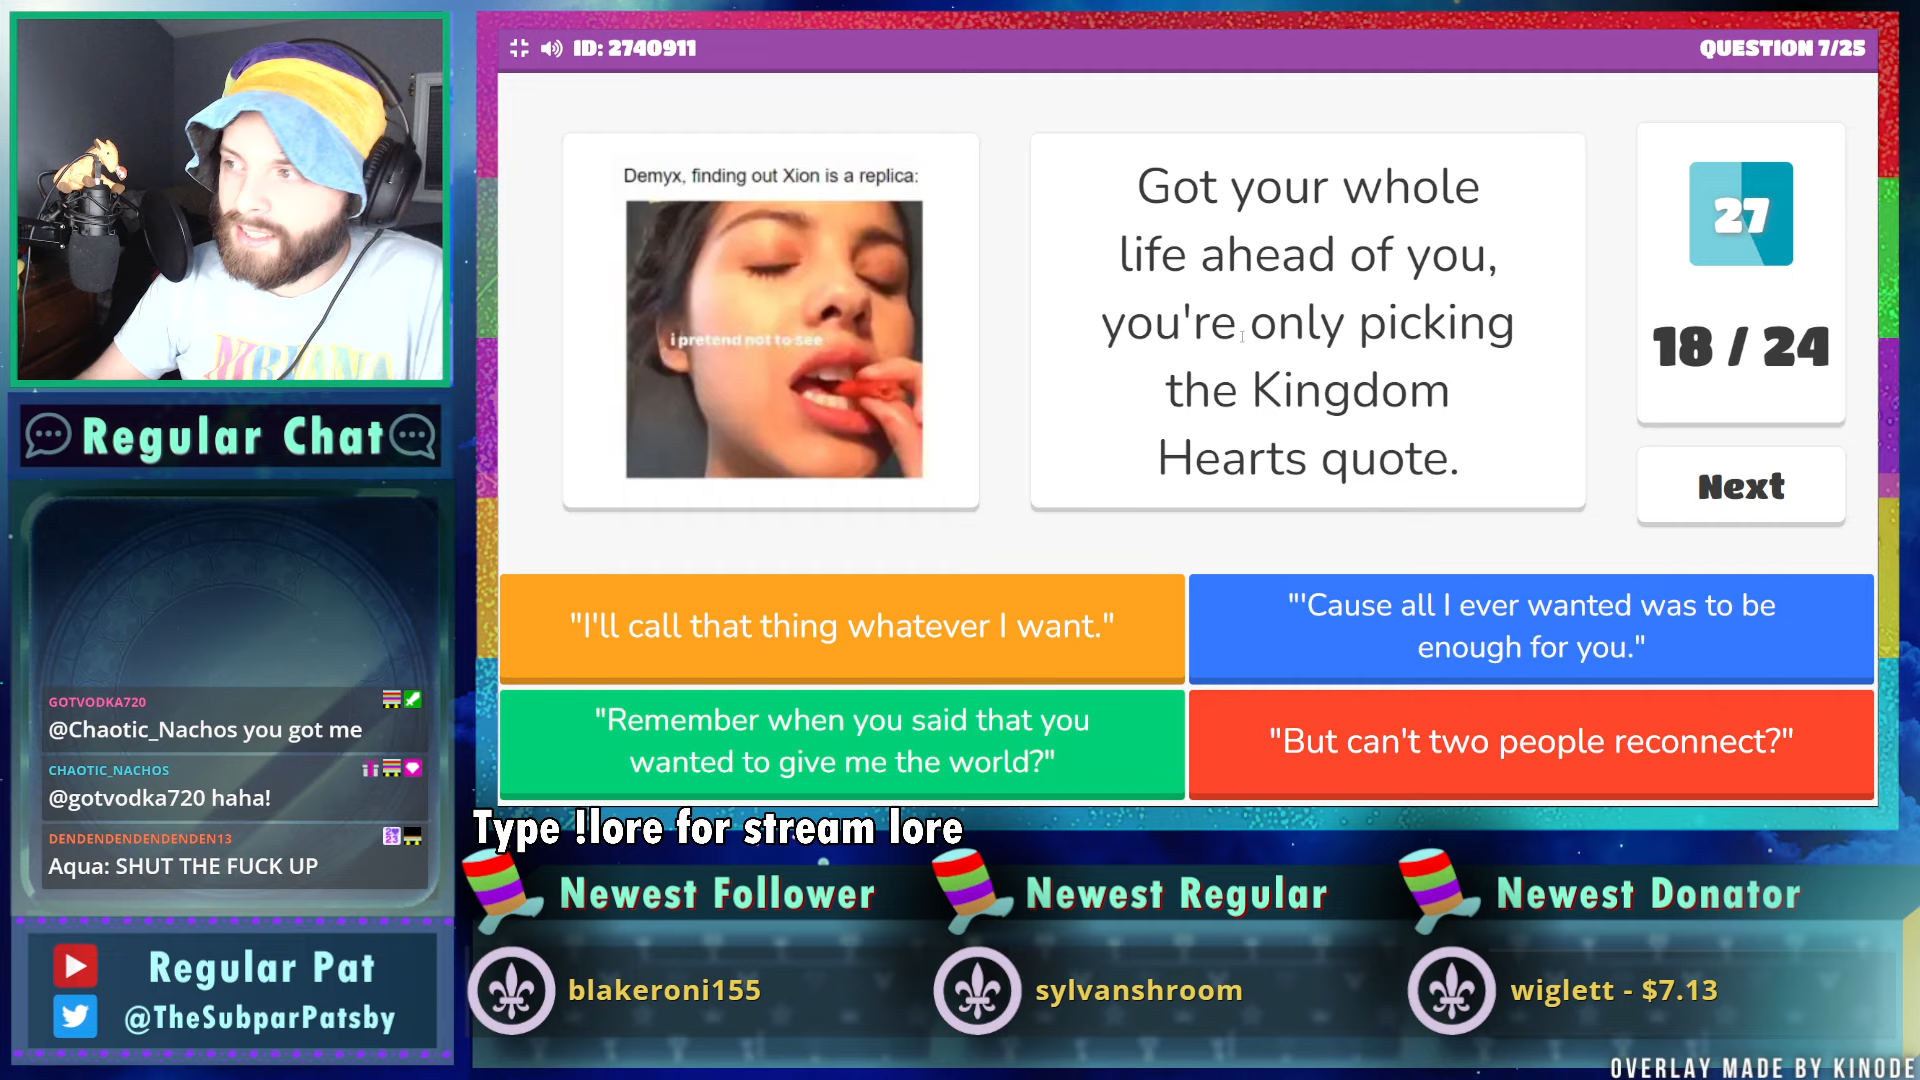 ID: 2740911
QUESTION 7/25
Demyx, finding out Xion is a replica:
i pretend not to see
Got your whole
life ahead of you,
you're only picking
the Kingdom
Hearts quote.
27
18 / 24
Next
"I'll call that thing whatever I want."
"'Cause all I ever wanted was to be
enough for you."
"Remember when you said that you
wanted to give me the world?"
"But can't two people reconnect?"
NIRVANA
Regular Chat
GOTVODKA720
@Chaotic_Nachos you got me
CHAOTIC_NACHOS
@gotvodka720 haha!
DENDENDENDENDENDEN13
Aqua: SHUT THE FUCK UP
Regular Pat
@TheSubparPatsby
Type !lore for stream lore
Newest Follower
blakeroni155
Newest Regular
sylvanshroom
Newest Donator
wiglett - $7.13
OVERLAY MADE BY KINODE